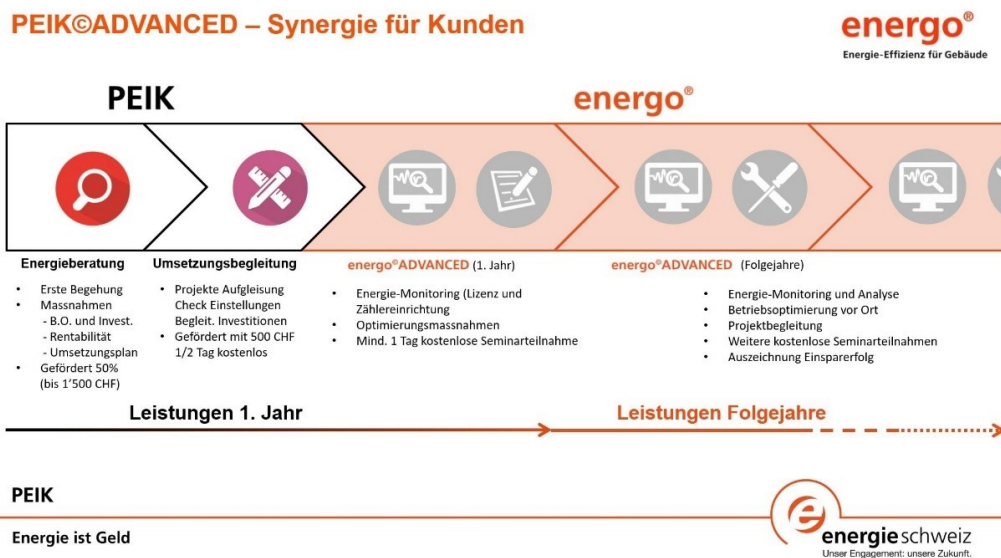 PEIK©ADVANCED – Synergie für Kunden
energo®
Energie-Effizienz für Gebäude
PEIK
energo®
Energieberatung
• Erste Begehung
• Massnahmen
- B.O. und Invest.
- Rentabilität
- Umsetzungsplan
• Gefördert 50%
(bis 1'500 CHF)
Umsetzungsbegleitung
• Projekte Aufgleisung
Check Einstellungen
Begleit. Investitionen
• Gefördert mit 500 CHF
1/2 Tag kostenlos
energo®ADVANCED (1. Jahr)
• Energie-Monitoring (Lizenz und
Zählereinrichtung
• Optimierungsmassnahmen
• Mind. 1 Tag kostenlose Seminarteilnahme
energo®ADVANCED (Folgejahre)
• Energie-Monitoring und Analyse
• Betriebsoptimierung vor Ort
• Projektbegleitung
• Weitere kostenlose Seminarteilnahmen
• Auszeichnung Einsparerfolg
Leistungen 1. Jahr
Leistungen Folgejahre
PEIK
Energie ist Geld
energieschweiz
Unser Engagement: unsere Zukunft.